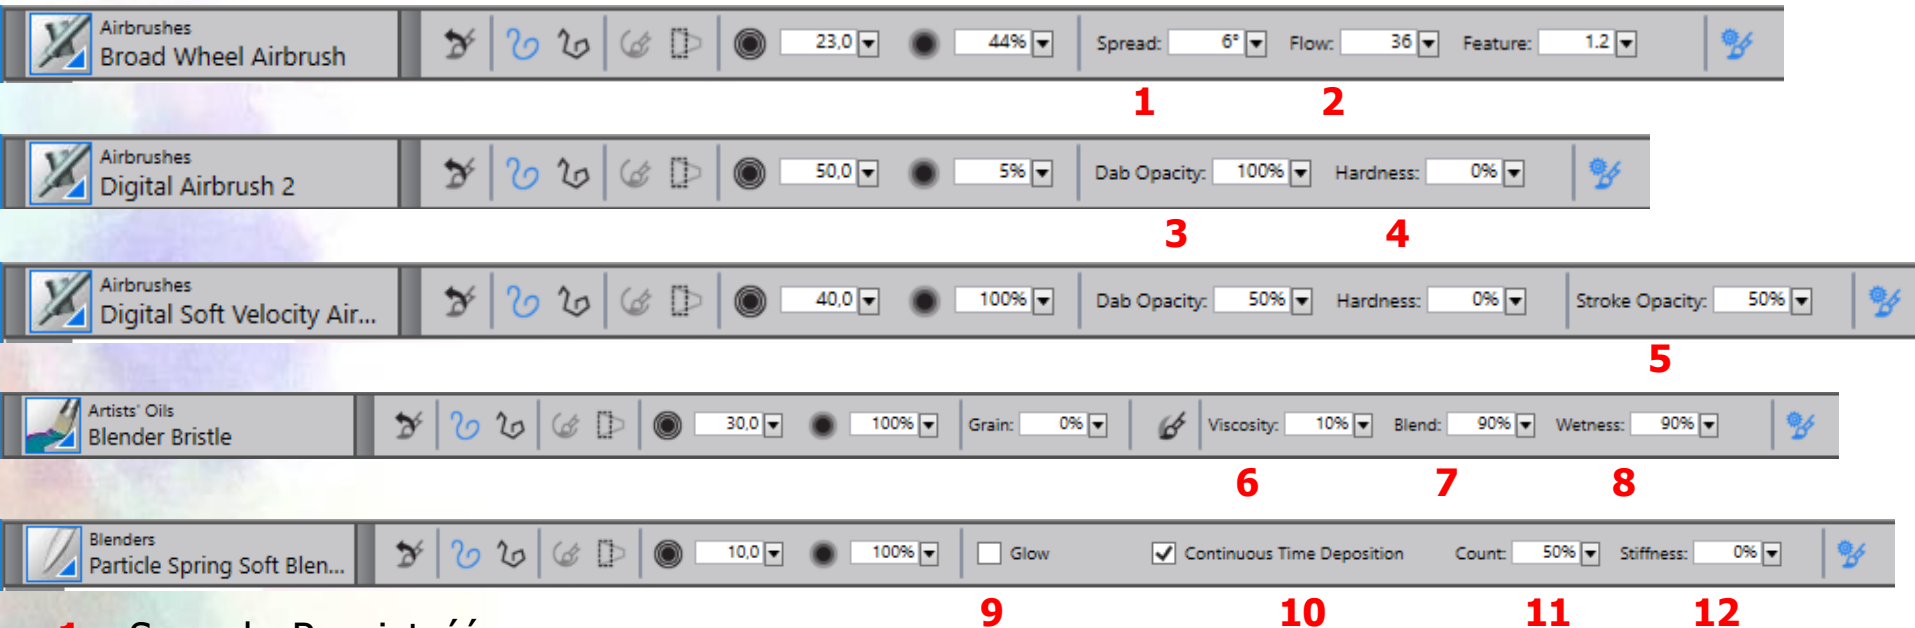 Airbrushes
Broad Wheel Airbrush 23,0 44% Spread: 6° Flow: 36 Feature: 1.2
1 2
Airbrushes
Digital Airbrush 2 50,0 5% Dab Opacity: 100% Hardness: 0%
3 4
Airbrushes
Digital Soft Velocity Air... 40,0 100% Dab Opacity: 50% Hardness: 0% Stroke Opacity: 50%
5
Artists' Oils
Blender Bristle 30,0 100% Grain: 0% Viscosity: 10% Blend: 90% Wetness: 90%
6 7 8
Blenders
Particle Spring Soft Blen... 10,0 100% Glow Continuous Time Deposition Count: 50% Stiffness: 0%
9 10 11 12